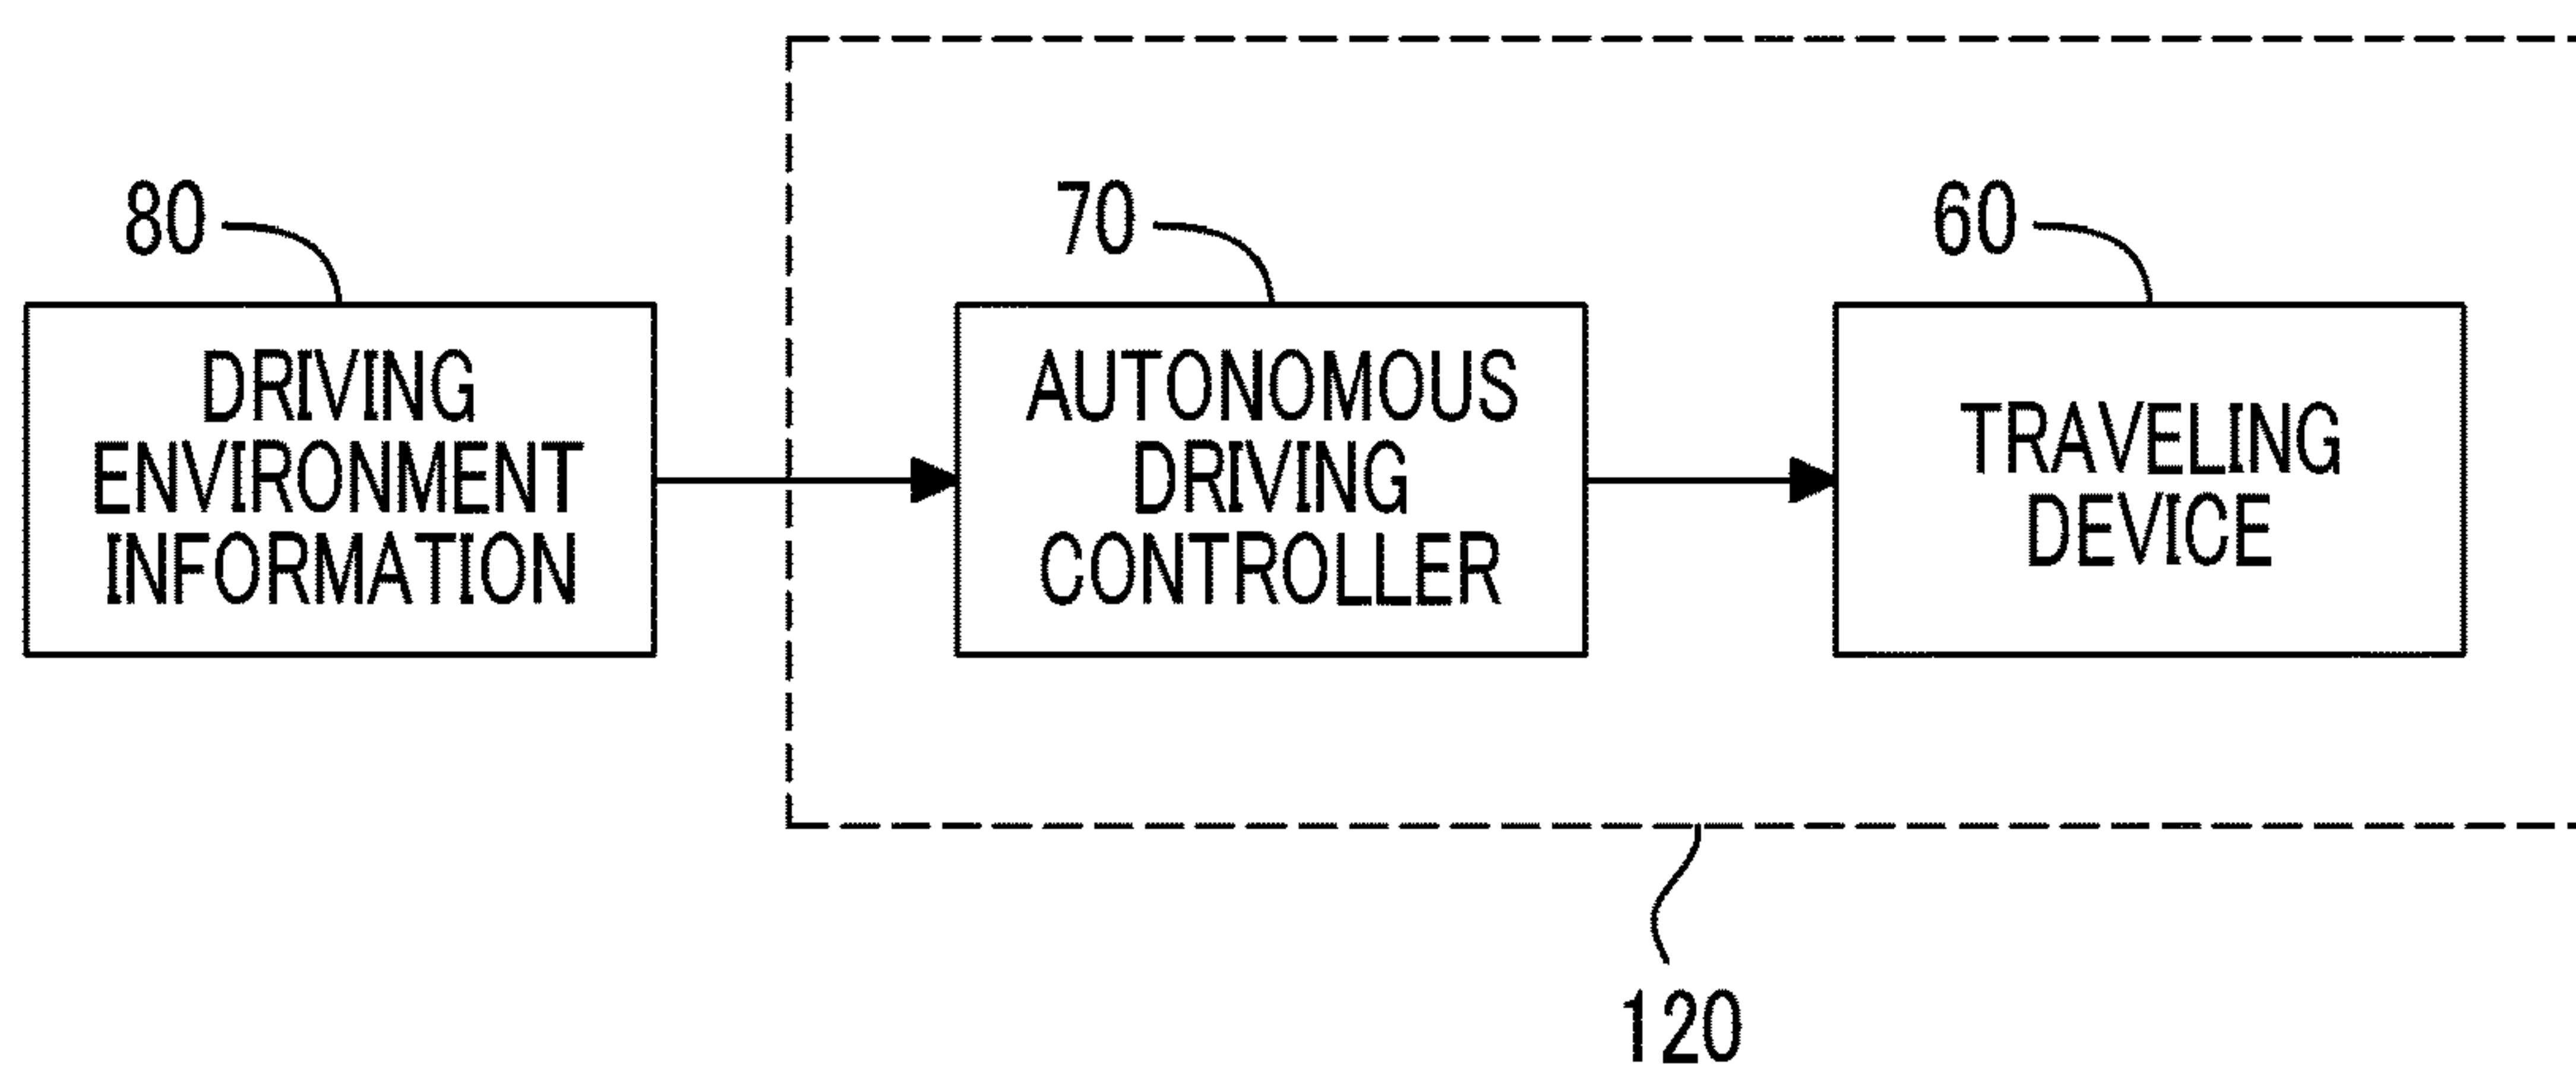 80
70
60
DRIVING
ENVIRONMENT
INFORMATION
AUTONOMOUS
DRIVING
CONTROLLER
TRAVELING
DEVICE
120